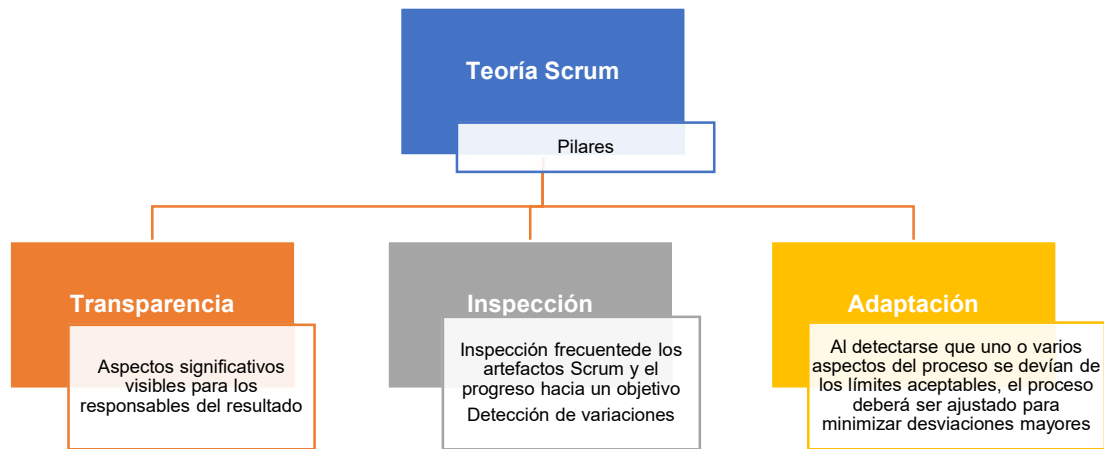 Teoría Scrum
Pilares
Transparencia
Aspectos significativos
visibles para los
responsables del resultado
Inspección
Inspección frecuentede los
artefactos Scrum y el
progreso hacia un objetivo
Detección de variaciones
Adaptación
Al detectarse que uno o varios
aspectos del proceso se devían de
los límites aceptables, el proceso
deberá ser ajustado para
minimizar desviaciones mayores